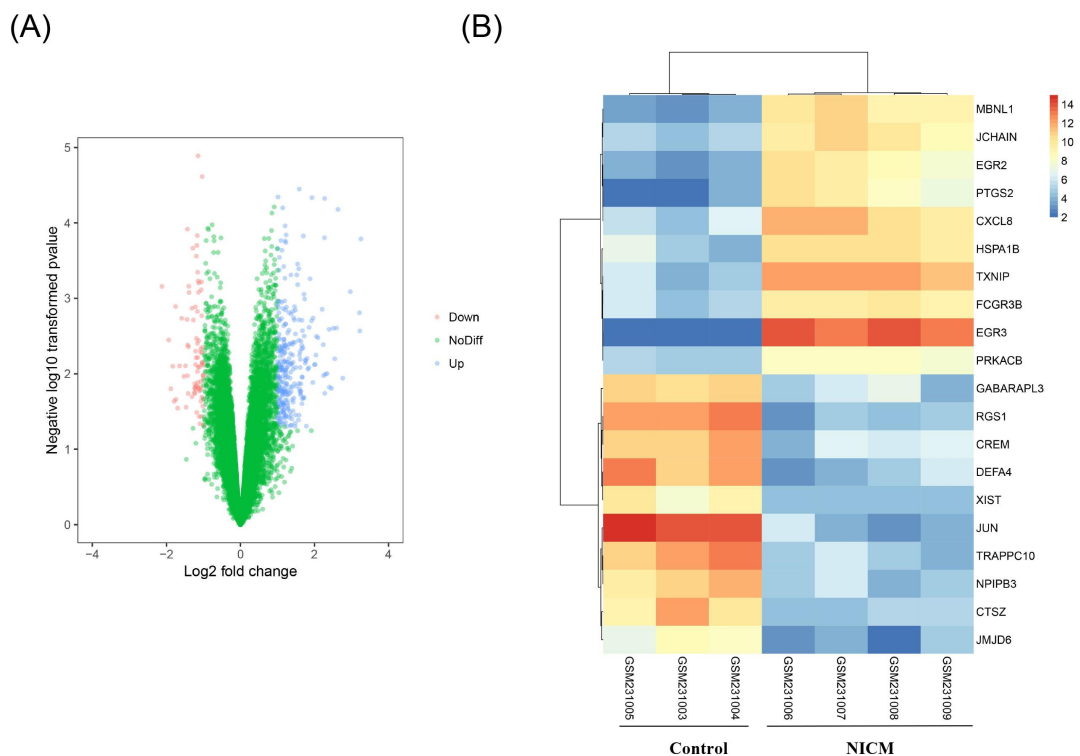 (A)
(B)
5
4
3
2
1
0
−4
−2
0
2
4
Negative log10 transformed pvalue
Log2 fold change
Down
NoDiff
Up
MBNL1
JCHAIN
EGR2
PTGS2
CXCL8
HSPA1B
TXNIP
FCGR3B
EGR3
PRKACB
GABARAPL3
RGS1
CREM
DEFA4
XIST
JUN
TRAPPC10
NPIPB3
CTSZ
JMJD6
14
12
10
8
6
4
2
GSM231005
GSM231003
GSM231004
GSM231006
GSM231007
GSM231008
GSM231009
Control
NICM